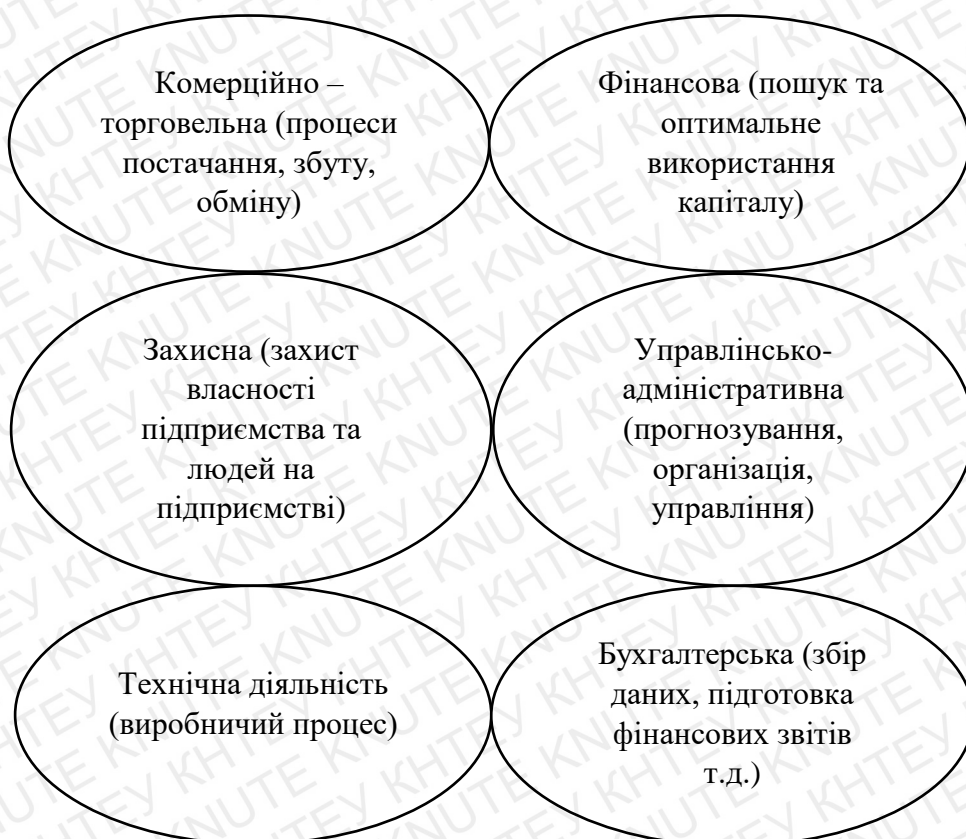 Комерційно –
торговельна (процеси
постачання, збуту,
обміну)
Фінансова (пошук та
оптимальне
використання
капіталу)
Захисна (захист
власності
підприємства та
людей на
підприємстві)
Управлінсько-
адміністративна
(прогнозування,
організація,
управління)
Технічна діяльність
(виробничий процес)
Бухгалтерська (збір
даних, підготовка
фінансових звітів
т.д.)